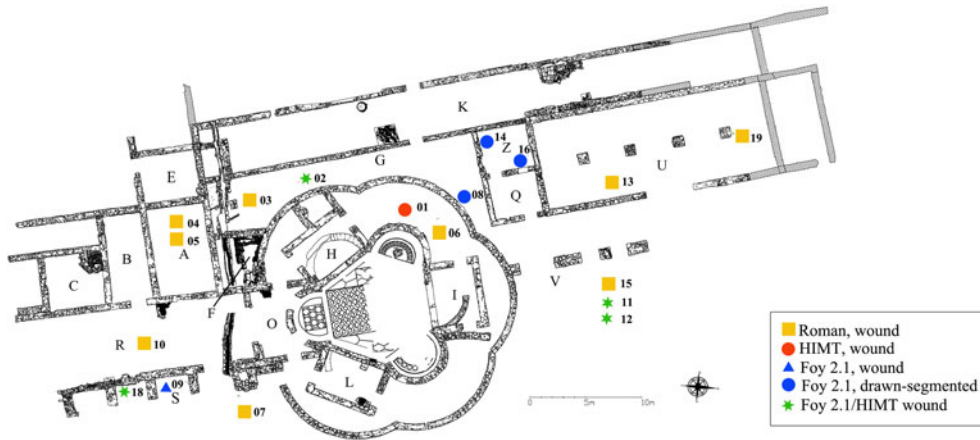 K
14
Z
16
19
G
E
02
U
13
Q
03
08
01
04
06
05
B
A
H
C
V
F
I
15
11
12
O
R
10
L
09
18
S
07
0
5m
10m
Roman, wound
HIMT, wound
Foy 2.1, wound
Foy 2.1, drawn-segmented
Foy 2.1/HIMT wound